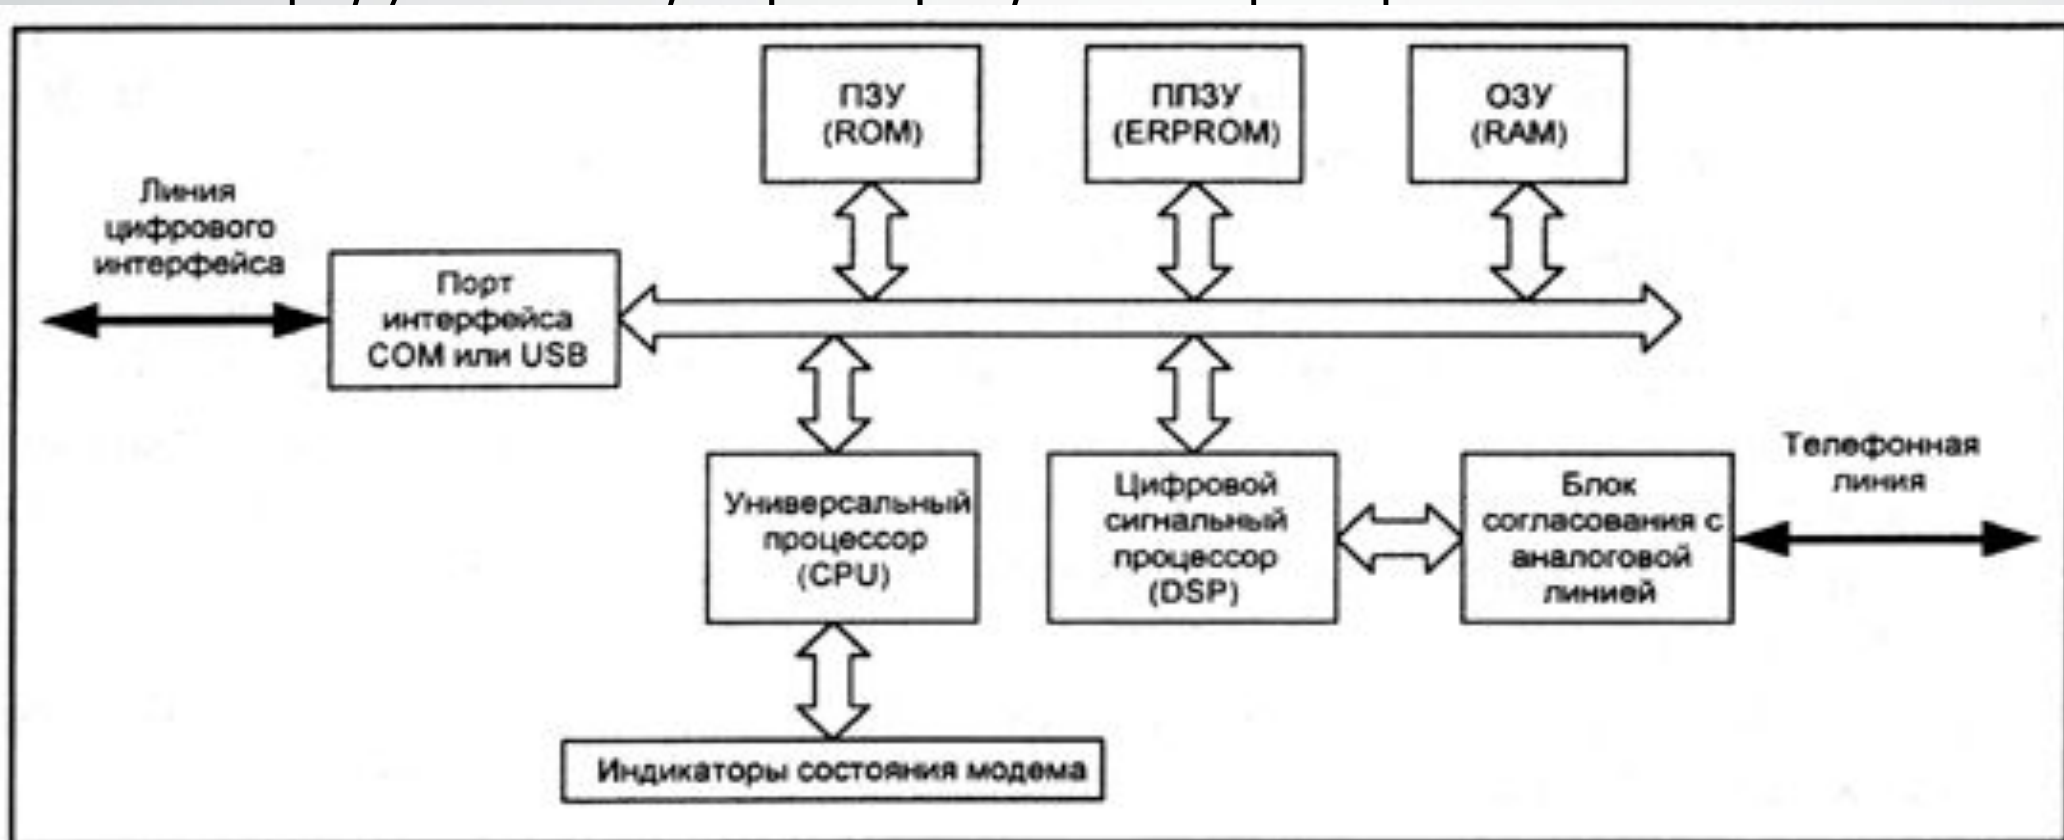 ПЗУ
(ROM)
ППЗУ
(ERPROM)
ОЗУ
(RAM)
Линия
цифрового
интерфейса
Порт
интерфейса
COM или USB
Универсальный
процессор
(CPU)
Цифровой
сигнальный
процессор
(DSP)
Блок
согласования с
аналоговой
линией
Телефонная
линия
Индикаторы состояния модема